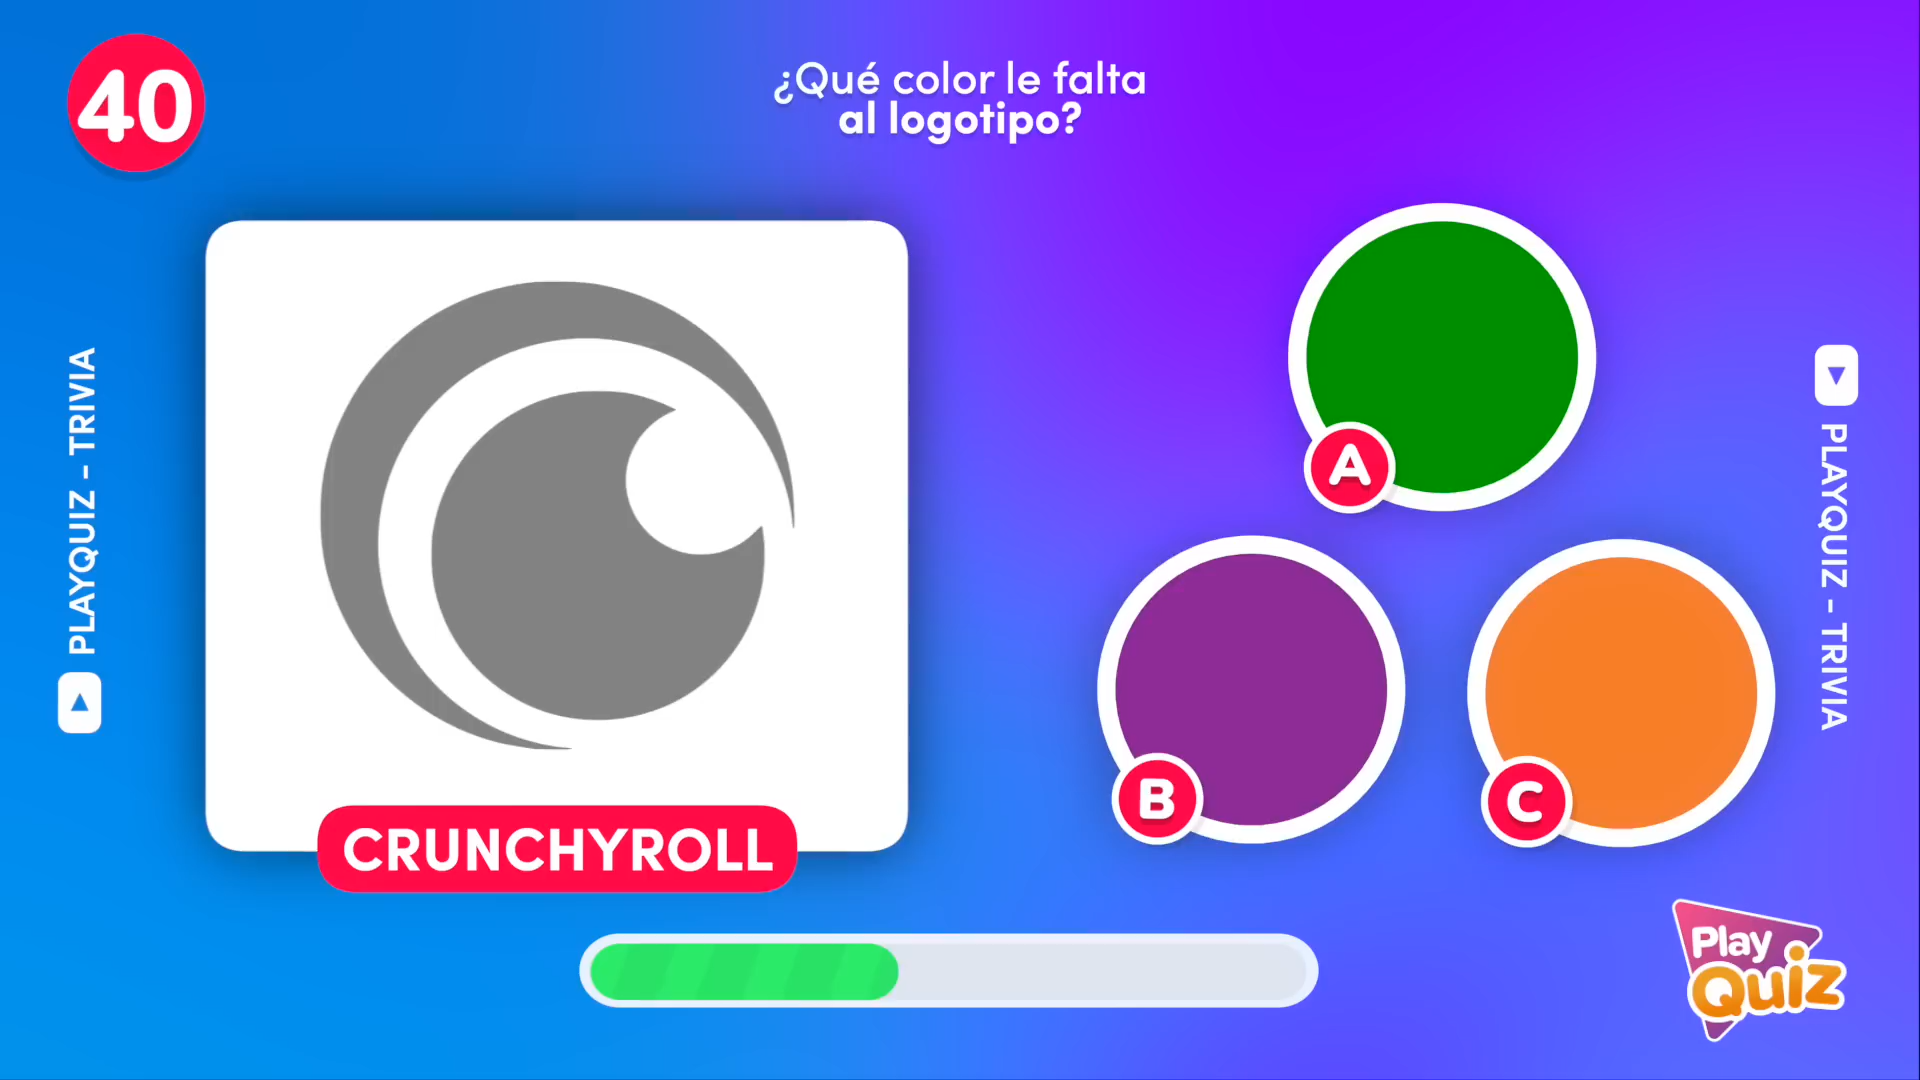 40
¿Qué color le falta
al logotipo?
PLAYQUIZ - TRIVIA
A
B
C
CRUNCHYROLL
PLAYQUIZ - TRIVIA
Play
Quiz